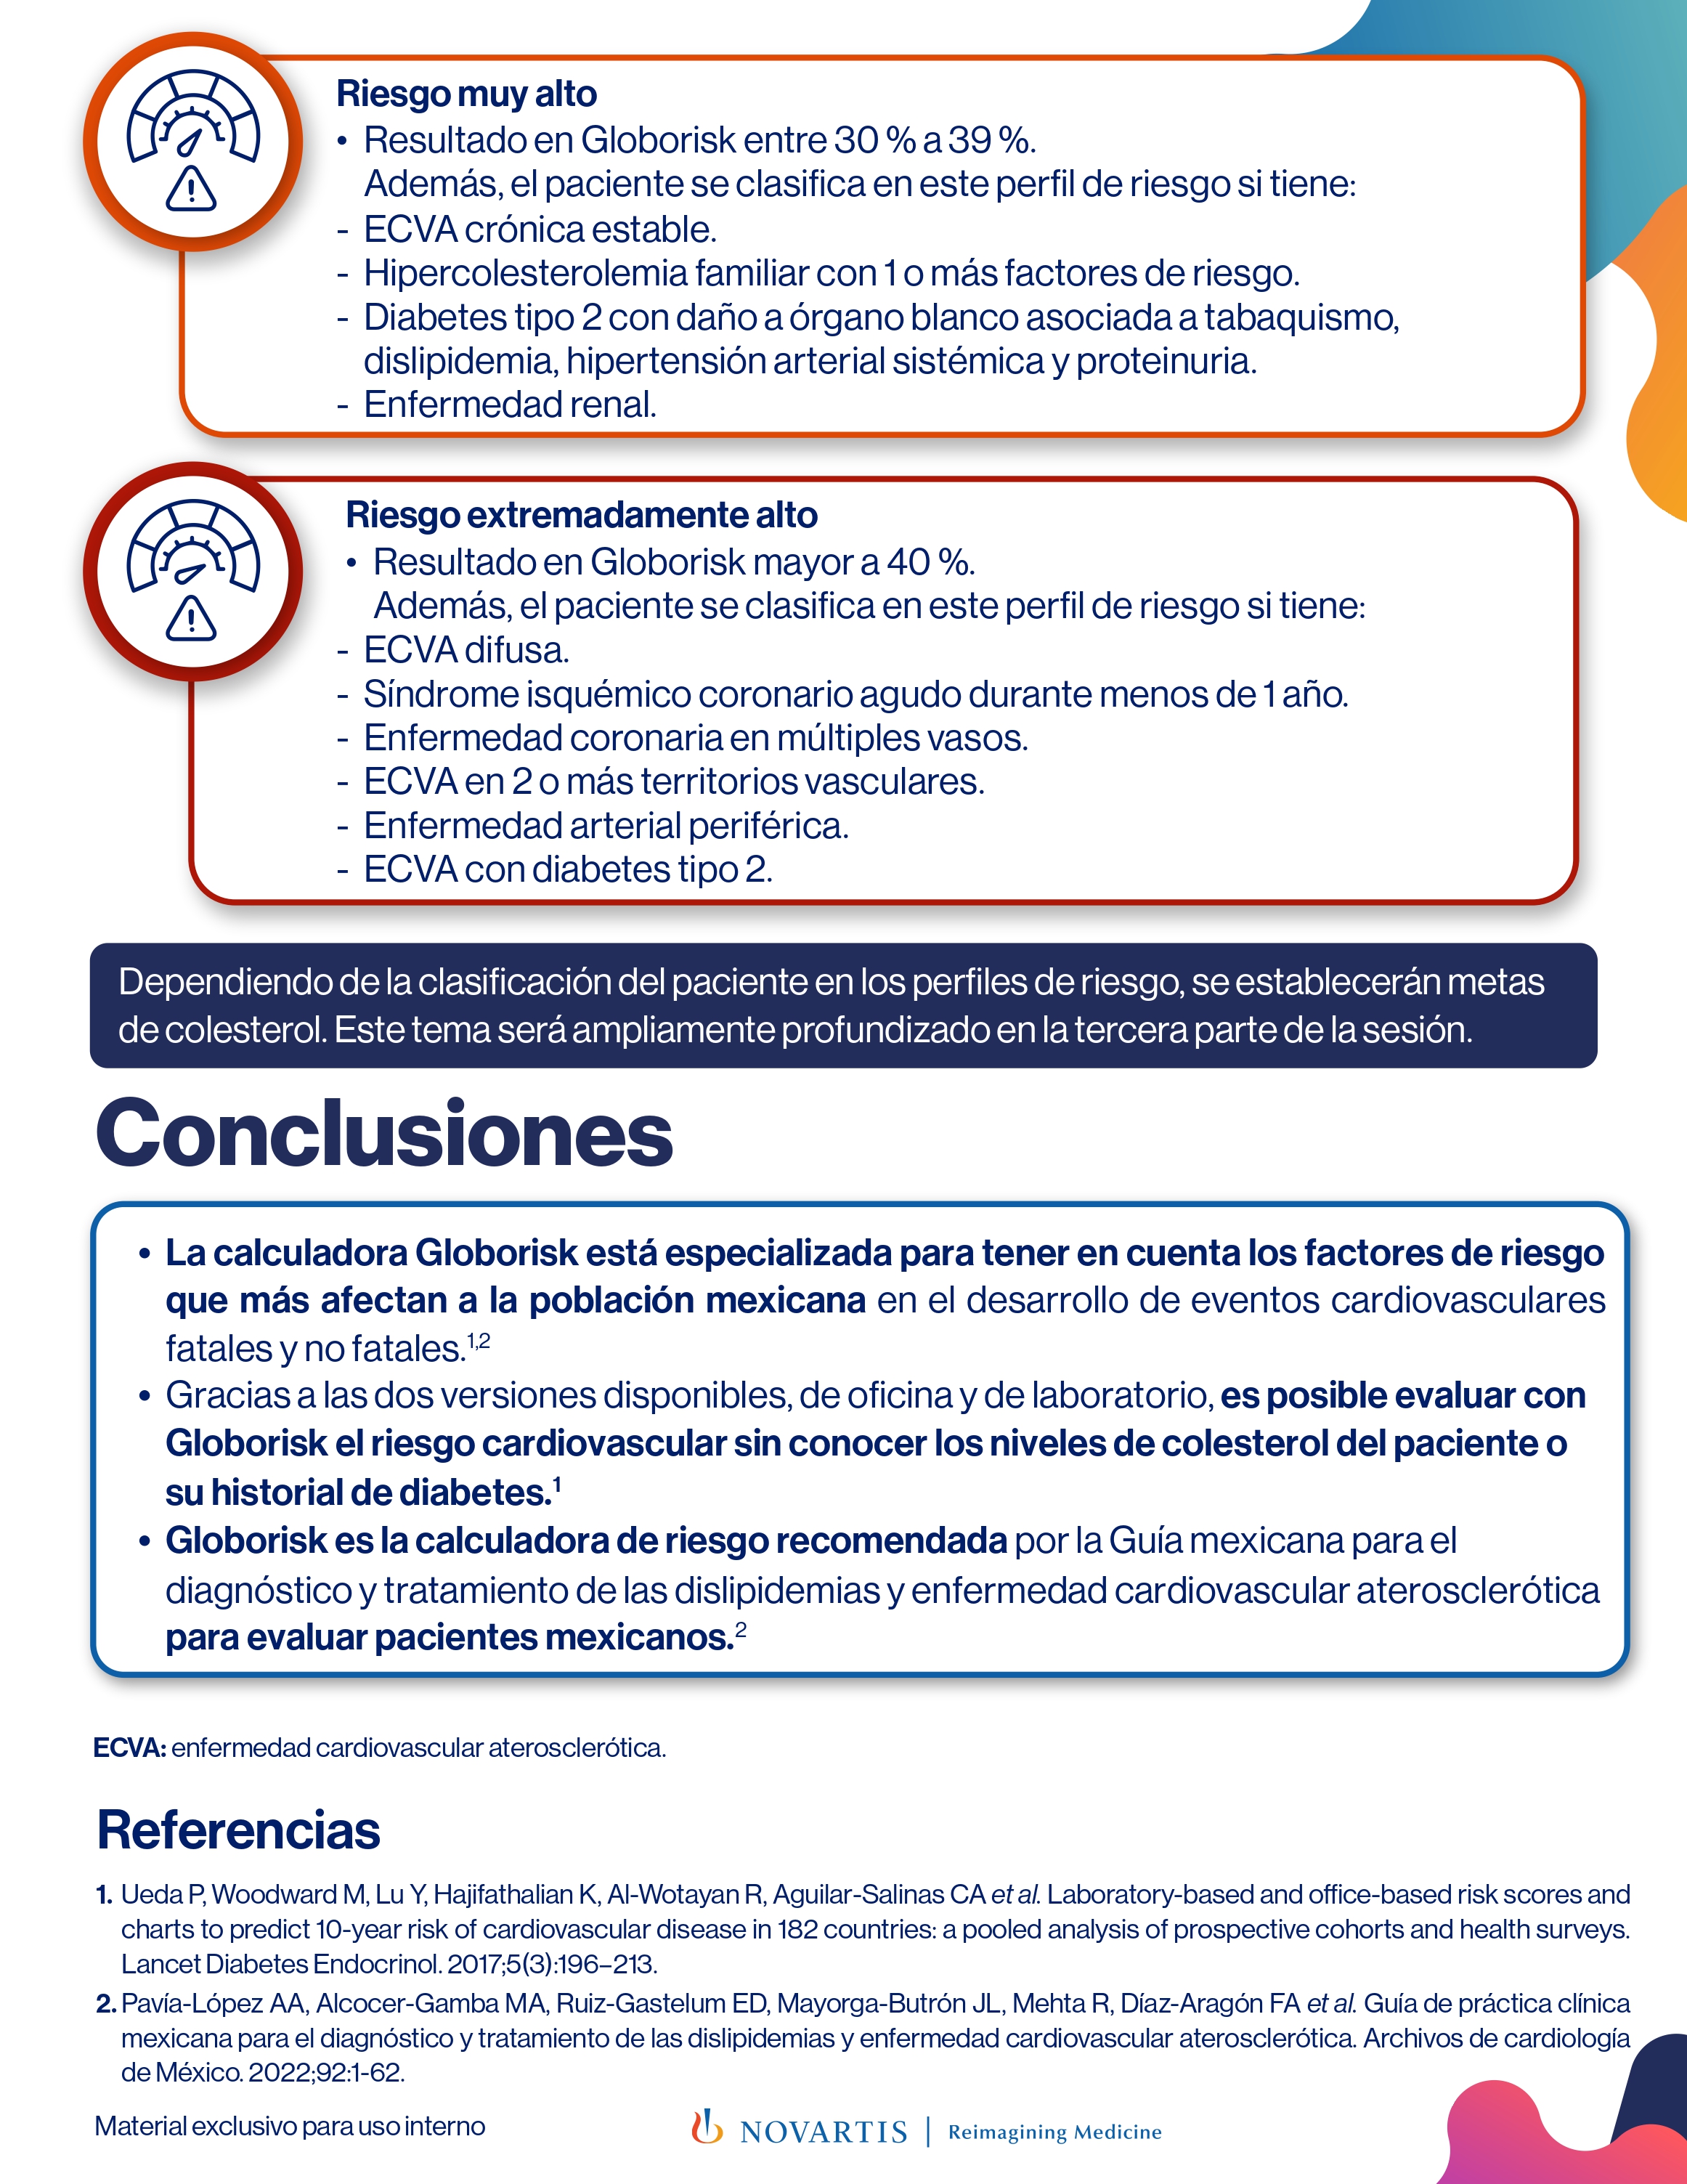 Riesgo muy alto
• Resultado en Globorisk entre 30 % a 39 %.
Además, el paciente se clasifica en este perfil de riesgo si tiene:
- ECVA crónica estable.
- Hipercolesterolemia familiar con 1 o más factores de riesgo.
- Diabetes tipo 2 con daño a órgano blanco asociada a tabaquismo,
dislipidemia, hipertensión arterial sistémica y proteinuria.
- Enfermedad renal.
Riesgo extremadamente alto
• Resultado en Globorisk mayor a 40 %.
Además, el paciente se clasifica en este perfil de riesgo si tiene:
- ECVA difusa.
- Síndrome isquémico coronario agudo durante menos de 1 año.
- Enfermedad coronaria en múltiples vasos.
- ECVA en 2 o más territorios vasculares.
- Enfermedad arterial periférica.
- ECVA con diabetes tipo 2.
Dependiendo de la clasificación del paciente en los perfiles de riesgo, se establecerán metas
de colesterol. Este tema será ampliamente profundizado en la tercera parte de la sesión.
Conclusiones
• La calculadora Globorisk está especializada para tener en cuenta los factores de riesgo
que más afectan a la población mexicana en el desarrollo de eventos cardiovasculares
fatales y no fatales.1,2
• Gracias a las dos versiones disponibles, de oficina y de laboratorio, es posible evaluar con
Globorisk el riesgo cardiovascular sin conocer los niveles de colesterol del paciente o
su historial de diabetes.1
• Globorisk es la calculadora de riesgo recomendada por la Guía mexicana para el
diagnóstico y tratamiento de las dislipidemias y enfermedad cardiovascular aterosclerótica
para evaluar pacientes mexicanos.2
ECVA: enfermedad cardiovascular aterosclerótica.
Referencias
1. Ueda P, Woodward M, Lu Y, Hajifathalian K, Al-Wotayan R, Aguilar-Salinas CA et al. Laboratory-based and office-based risk scores and
charts to predict 10-year risk of cardiovascular disease in 182 countries: a pooled analysis of prospective cohorts and health surveys.
Lancet Diabetes Endocrinol. 2017;5(3):196–213.
2. Pavía-López AA, Alcocer-Gamba MA, Ruiz-Gastelum ED, Mayorga-Butrón JL, Mehta R, Díaz-Aragón FA et al. Guía de práctica clínica
mexicana para el diagnóstico y tratamiento de las dislipidemias y enfermedad cardiovascular aterosclerótica. Archivos de cardiología
de México. 2022;92:1-62.
Material exclusivo para uso interno
NOVARTIS | Reimagining Medicine